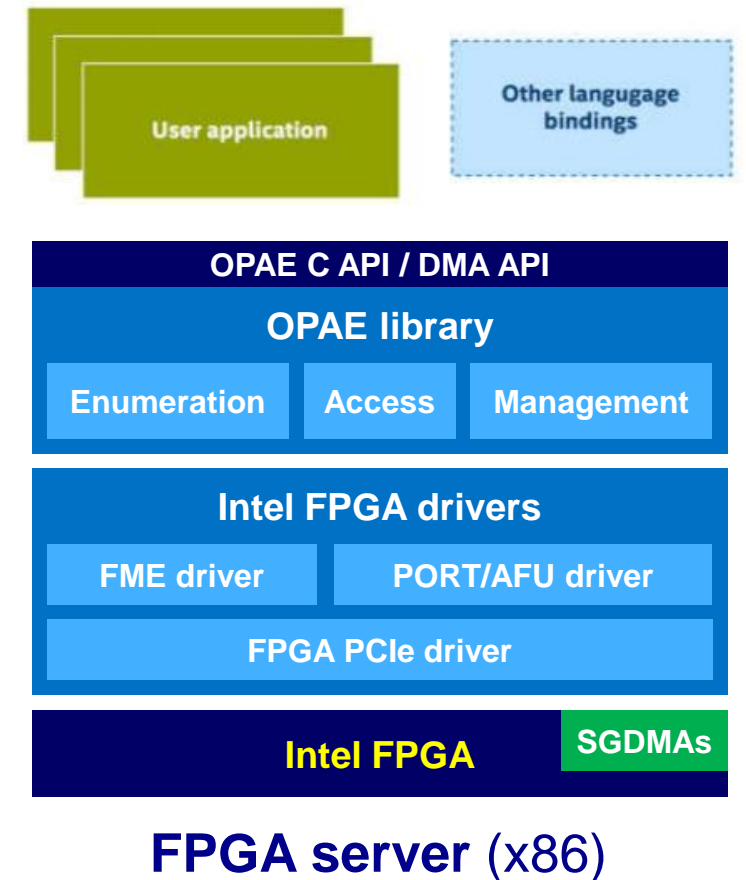 User application
Other langugage
bindings
OPAE C API / DMA API
OPAE library
Enumeration
Access
Management
Intel FPGA drivers
FME driver
PORT/AFU driver
FPGA PCIe driver
Intel FPGA
SGDMAs
FPGA server (x86)